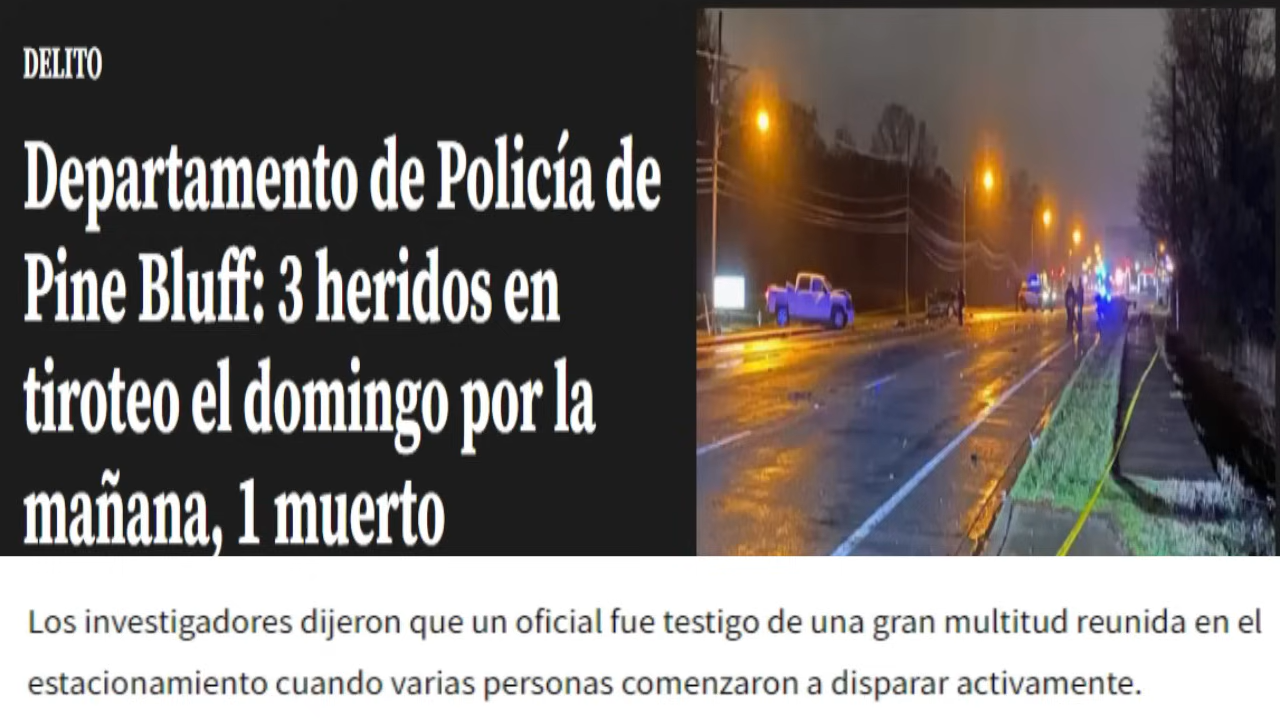 DELITO
Departamento de Policía de
Pine Bluff: 3 heridos en
tiroteo el domingo por la
mañana, 1 muerto
Los investigadores dijeron que un oficial fue testigo de una gran multitud reunida en el
estacionamiento cuando varias personas comenzaron a disparar activamente.